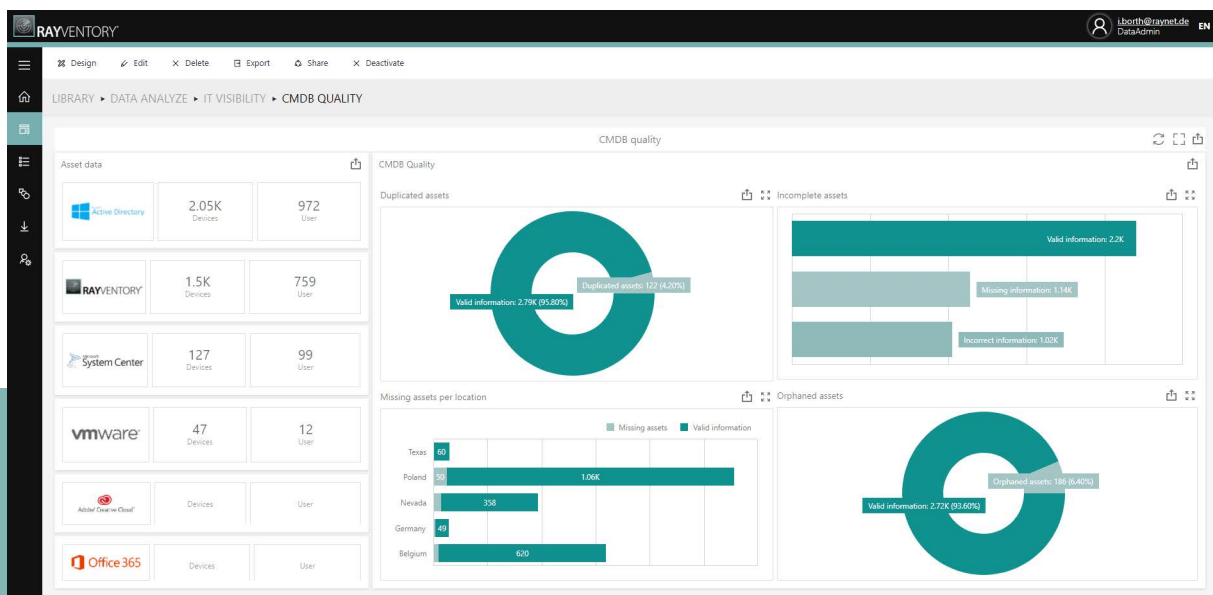 RAYVENTORY
i.borth@raynet.de
DataAdmin
EN
Design Edit Delete Export Share Deactivate
LIBRARY ▸ DATA ANALYZE ▸ IT VISIBILITY ▸ CMDB QUALITY
CMDB quality
Asset data
Active Directory
2.05K
Devices
972
User
RAYVENTORY
1.5K
Devices
759
User
System Center
127
Devices
99
User
vmware
47
Devices
12
User
Adobe Creative Cloud
Devices
User
Office 365
Devices
User
CMDB Quality
Duplicated assets
Duplicated assets: 122 (4.20%)
Valid information: 2.79K (95.80%)
Incomplete assets
Valid information: 2.2K
Missing information: 1.14K
Incorrect information: 1.02K
Missing assets per location
Missing assets Valid information
Texas 60
Poland 50 1.06K
Nevada 358
Germany 49
Belgium 620
Orphaned assets
Orphaned assets: 186 (6.40%)
Valid information: 2.72K (93.60%)